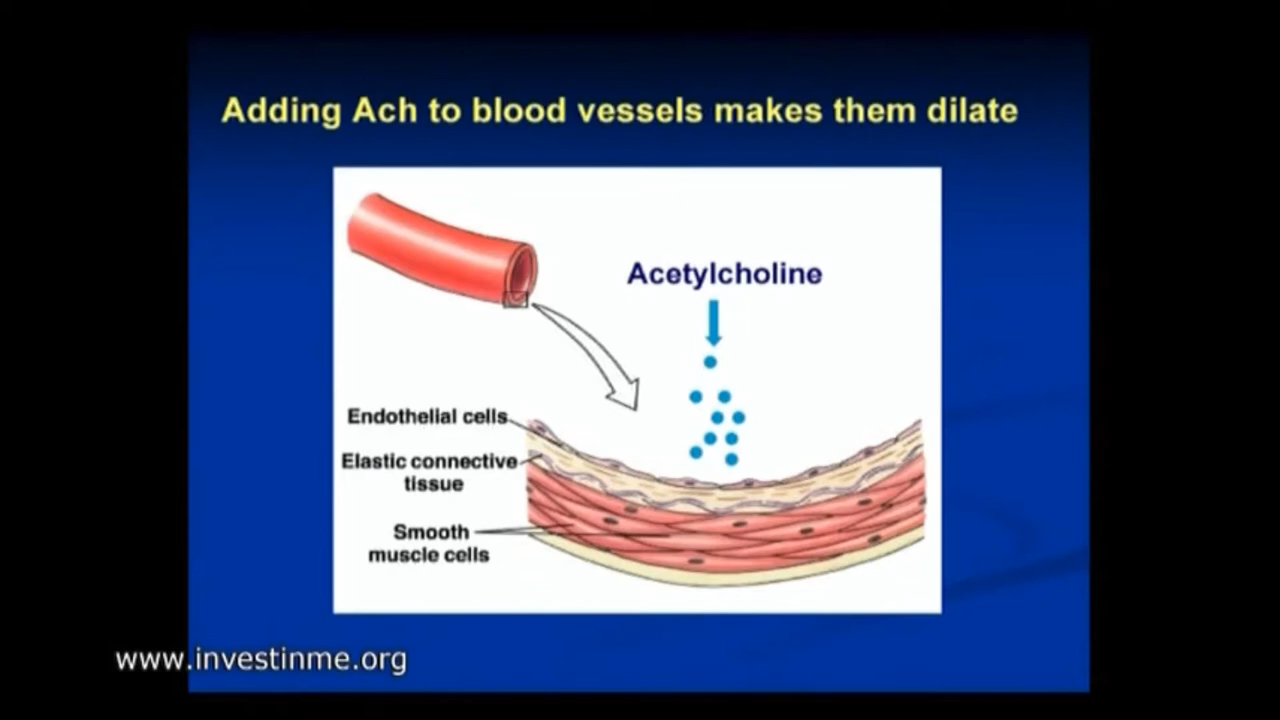 Adding Ach to blood vessels makes them dilate
Acetylcholine
Endothelial cells
Elastic connective
tissue
Smooth
muscle cells
www.investinme.org